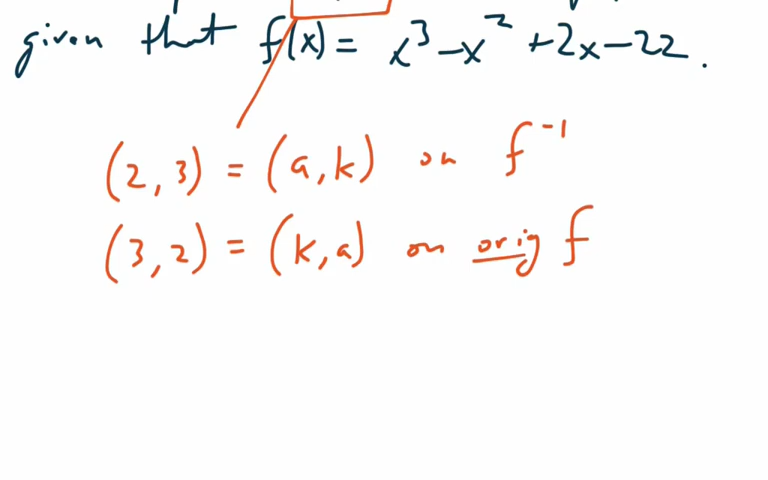 given that f(x) = x³ - x² + 2x - 22.
(2, 3) = (a, k) on f⁻¹
(3, 2) = (k, a) on orig f